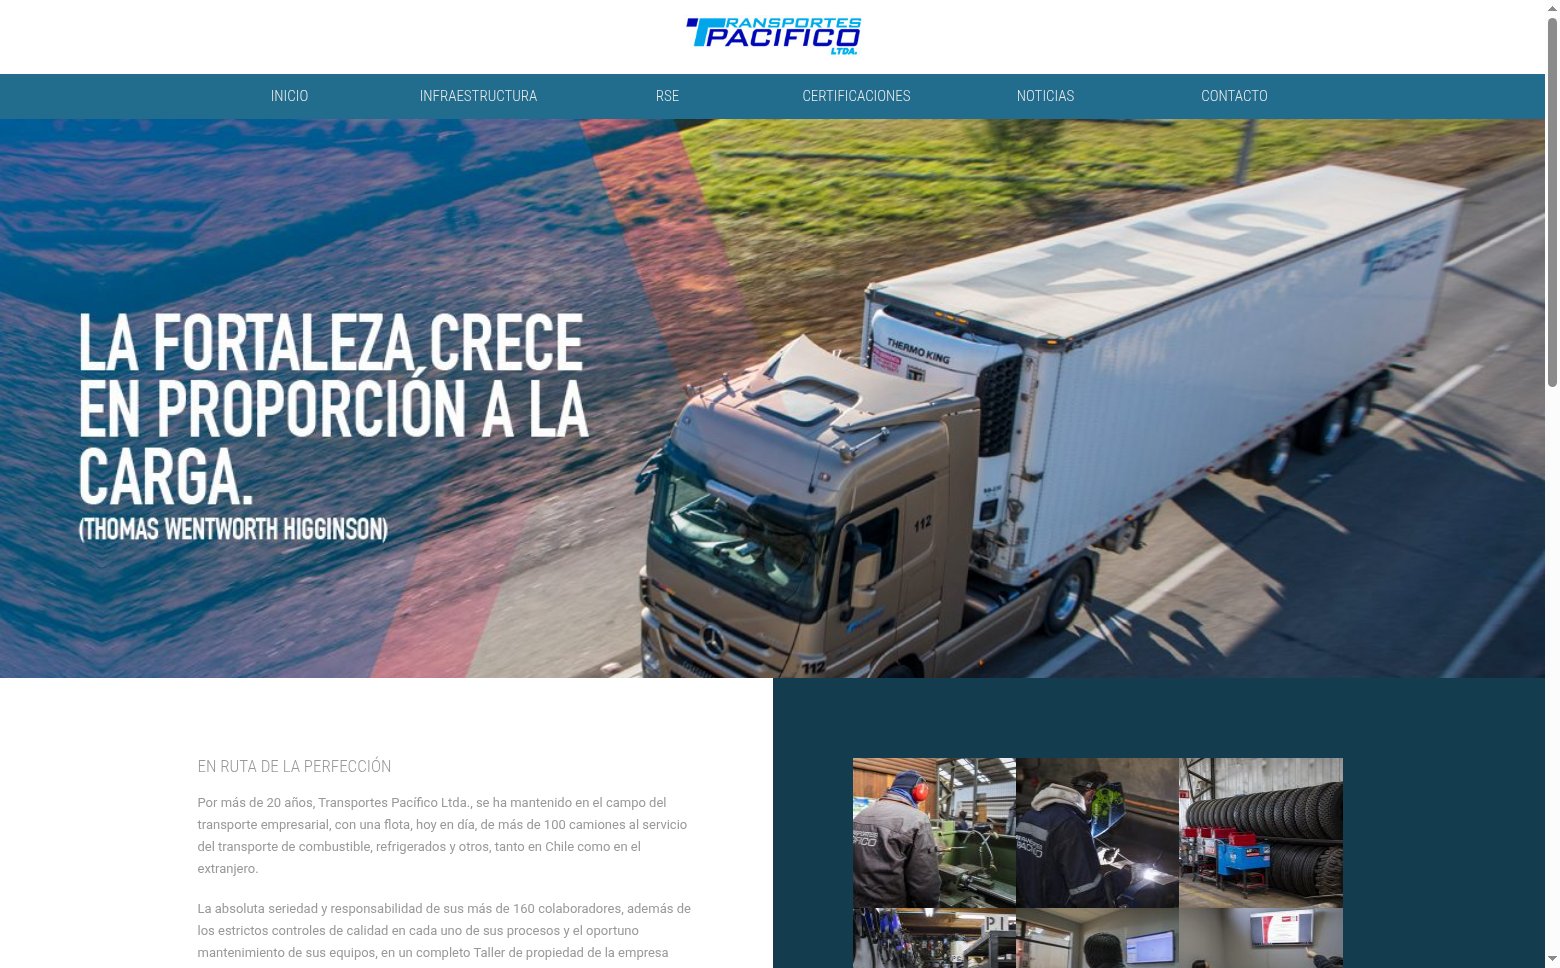 TRANSPORTES
PACIFICO
LTDA.
INICIO
INFRAESTRUCTURA
RSE
CERTIFICACIONES
NOTICIAS
CONTACTO
LA FORTALEZA CRECE
EN PROPORCIÓN A LA
CARGA.
(THOMAS WENTWORTH HIGGINSON)
THERMO KING
112
112
EN RUTA DE LA PERFECCIÓN
Por más de 20 años, Transportes Pacífico Ltda., se ha mantenido en el campo del
transporte empresarial, con una flota, hoy en día, de más de 100 camiones al servicio
del transporte de combustible, refrigerados y otros, tanto en Chile como en el
extranjero.
La absoluta seriedad y responsabilidad de sus más de 160 colaboradores, además de
los estrictos controles de calidad en cada uno de sus procesos y el oportuno
mantenimiento de sus equipos, en un completo Taller de propiedad de la empresa